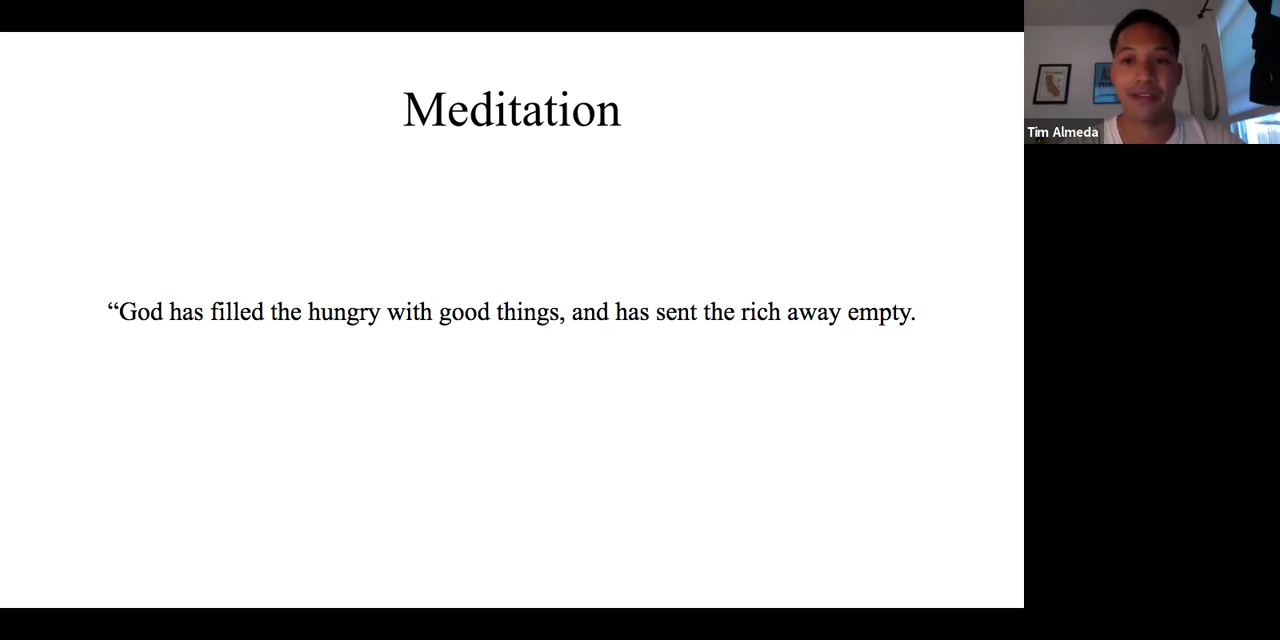 Meditation
“God has filled the hungry with good things, and has sent the rich away empty.
Tim Almeda